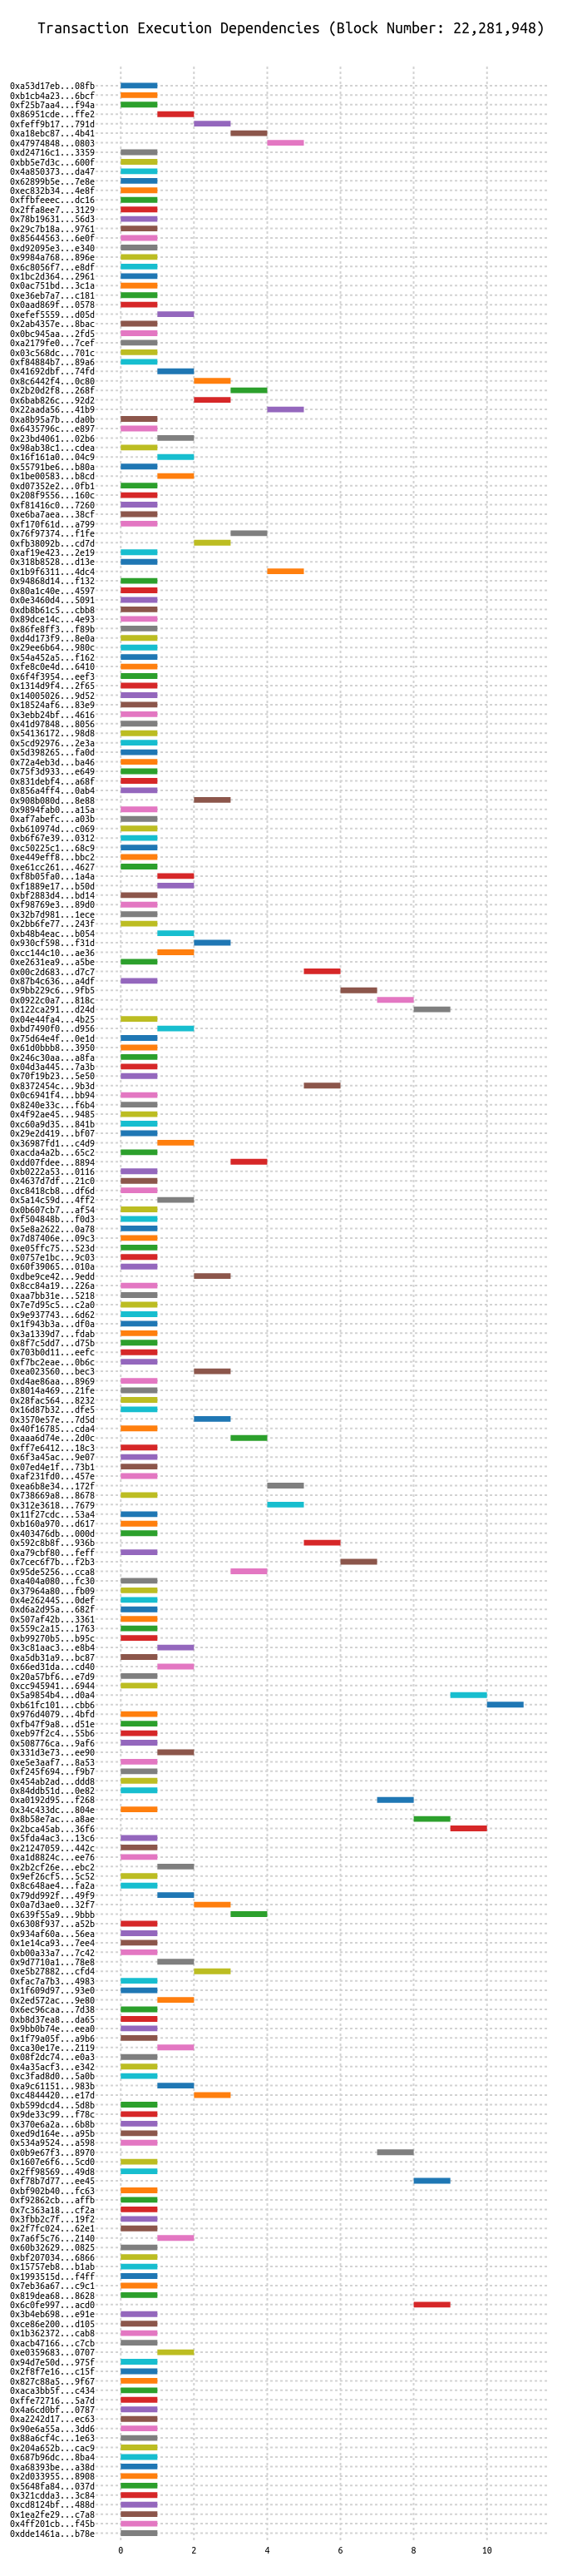 Transaction Execution Dependencies (Block Number: 22,281,948)
0xa53d17eb...08fb
0xb1cb4a23...6bcf
0xf25b7aa4...f94a
0x86951cde...ffe2
0xfeff9b17...791d
0xa18ebc87...4b41
0x47974848...0803
0xd24716c1...3359
0xbb5e7d3c...600f
0x4a850373...da47
0x62899b5e...7e8e
0xec832b34...4e8f
0xffbfeeec...dc16
0x2ffa8ee7...3129
0x78b19631...56d3
0x29c7b18a...9761
0x85644563...6e0f
0xd92095e3...e340
0x9984a768...896e
0x6c8056f7...e8df
0x1bc2d364...2961
0x0ac751bd...3c1a
0xe36eb7a7...c181
0x0aad869f...0578
0xefef5559...d05d
0x2ab4357e...8bac
0x0bc945aa...2fd5
0xa2179fe0...7cef
0x03c568dc...701c
0xf84884b7...89a6
0x41692dbf...74fd
0x8c6442f4...0c80
0x2b20d2f8...268f
0x6bab826c...92d2
0x22aada56...41b9
0xa8b95a7b...da0b
0x6435796c...e897
0x23bd4061...02b6
0x98ab38c1...cdea
0x16f161a0...04c9
0x55791be6...b80a
0x1be00583...b8cd
0xd07352e2...0fb1
0x208f9556...160c
0xf81416c0...7260
0xe6ba7aea...38cf
0xf170f61d...a799
0x76f97374...f1fe
0xfb38092b...cd7d
0xaf19e423...2e19
0x318b8528...d13e
0x1b9f6311...4dc4
0x94868d14...f132
0x80a1c40e...4597
0x0e3460d4...5091
0xdb8b61c5...cbb8
0x89dce14c...4e93
0x86fe8ff3...f89b
0xd4d173f9...8e0a
0x29ee6b64...980c
0x54a452a5...f162
0xfe8c0e4d...6410
0x6f4f3954...eef3
0x1314d9f4...2f65
0x14005026...9d52
0x18524af6...83e9
0x3ebb24bf...4616
0x41d97848...8056
0x54136172...98d8
0x5cd92976...2e3a
0x5d398265...fa0d
0x72a4eb3d...ba46
0x75f3d933...e649
0x831debf4...a68f
0x856a4ff4...0ab4
0x908b080d...8e88
0x9894fab0...a15a
0xaf7abefc...a03b
0xb610974d...c069
0xb6f67e39...0312
0xc50225c1...68c9
0xe449eff8...bbc2
0xe61cc261...4627
0xf8b05fa0...1a4a
0xf1889e17...b50d
0xbf2883d4...bd14
0xf98769e3...89d0
0x32b7d981...1ece
0x2bb6fe77...243f
0xb48b4eac...b054
0x930cf598...f31d
0xcc144c10...ae36
0xe2631ea9...a5be
0x00c2d683...d7c7
0x87b4c636...a4df
0x9bb229c6...9fb5
0x0922c0a7...818c
0x122ca291...d24d
0x04e44fa4...4b25
0xbd7490f0...d956
0x75d64e4f...0e1d
0x61d0bbb8...3950
0x246c30aa...a8fa
0x04d3a445...7a3b
0x70f19b23...5e50
0x8372454c...9b3d
0x0c6941f4...bb94
0x8240e33c...f6b4
0x4f92ae45...9485
0xc60a9d35...841b
0x29e2d419...bf07
0x36987fd1...c4d9
0xacda4a2b...65c2
0xdd07fdee...8894
0xb0222a53...0116
0x4637d7df...21c0
0xc8418cb8...df6d
0x5a14c59d...4ff2
0x0b607cb7...af54
0xf504848b...f0d3
0x5e8a2622...0a78
0x7d87406e...09c3
0xe05ffc75...523d
0x0757e1bc...9c03
0x60f39065...010a
0xdbe9ce42...9edd
0x8cc84a19...226a
0xaa7bb31e...5218
0x7e7d95c5...c2a0
0x9e937743...6d62
0x1f943b3a...df0a
0x3a1339d7...fdab
0x8f7c5dd7...d75b
0x703b0d11...eefc
0xf7bc2eae...0b6c
0xea023560...bec3
0xd4ae86aa...8969
0x8014a469...21fe
0x28fac564...8232
0x16d87b32...dfe5
0x3570e57e...7d5d
0x40f16785...cda4
0xaaa6d74e...2d0c
0xff7e6412...18c3
0x6f3a45ac...9e07
0x07ed4e1f...73b1
0xaf231fd0...457e
0xea6b8e34...172f
0x738669a8...8678
0x312e3618...7679
0x11f27cdc...53a4
0xb160a970...d617
0x403476db...000d
0x592c8b8f...936b
0xa79cbf80...feff
0x7cec6f7b...f2b3
0x95de5256...cca8
0xa404a080...fc30
0x37964a80...fb09
0x4e262445...0def
0xd6a2d95a...682f
0x507af42b...3361
0x559c2a15...1763
0xb99270b5...b95c
0x3c81aac3...e8b4
0xa5db31a9...bc87
0x66ed31da...cd40
0x20a57bf6...e7d9
0xcc945941...6944
0x5a9854b4...d0a4
0xb61fc101...cbb6
0x976d4079...4bfd
0xfb47f9a8...d51e
0xeb97f2c4...55b6
0x508776ca...9af6
0x331d3e73...ee90
0xe5e3aaf7...8a53
0xf245f694...f9b7
0x454ab2ad...ddd8
0x84ddb51d...0e82
0xa0192d95...f268
0x34c433dc...804e
0x8b58e7ac...a8ae
0x2bca45ab...36f6
0x5fda4ac3...13c6
0x21247059...442c
0xa1d8824c...ee76
0x2b2cf26e...ebc2
0x9ef26cf5...5c52
0x8c648ae4...fa2a
0x79dd992f...49f9
0x0a7d3ae0...32f7
0x639f55a9...9bbb
0x6308f937...a52b
0x934af60a...56ea
0x1e14ca93...7ee4
0xb00a33a7...7c42
0x9d7710a1...78e8
0xe5b27882...cfd4
0xfac7a7b3...4983
0x1f609d97...93e0
0x2ed572ac...9e80
0x6ec96caa...7d38
0xb8d37ea8...da65
0x9bb0b74e...eea0
0x1f79a05f...a9b6
0xca30e17e...2119
0x08f2dc74...e0a3
0x4a35acf3...e342
0xc3fad8d0...5a0b
0xa9c61151...983b
0xc4844420...e17d
0xb599dcd4...5d8b
0x9de33c99...f78c
0x370e6a2a...6b8b
0xed9d164e...a95b
0x534a9524...a598
0x0b9e67f3...8970
0x1607e6f6...5cd0
0x2ff98569...49d8
0xf78b7d77...ee45
0xbf902b40...fc63
0xf92862cb...affb
0x7c363a18...cf2a
0x3fbb2c7f...19f2
0x2f7fc024...62e1
0x7a6f5c76...2140
0x60b32629...0825
0xbf207034...6866
0x15757eb8...b1ab
0x1993515d...f4ff
0x7eb36a67...c9c1
0x819dea68...8628
0x6c0fe997...acd0
0x3b4eb698...e91e
0xce86e200...d105
0x1b362372...cab8
0xacb47166...c7cb
0xe0359683...0707
0x94d7e50d...975f
0x2f8f7e16...c15f
0x827c88a5...9f67
0xaca3bb5f...c434
0xffe72716...5a7d
0x4a6cd0bf...0787
0xa2242d17...ec63
0x90e6a55a...3dd6
0x88a6cf4c...1e63
0x204a652b...cac9
0x687b96dc...8ba4
0xa68393be...a38d
0x2d033955...8908
0x5648fa84...037d
0x321cdda3...3c84
0xcd8124bf...488d
0x1ea2fe29...c7a8
0x4ff201cb...f45b
0xdde1461a...b78e
0 2 4 6 8 10